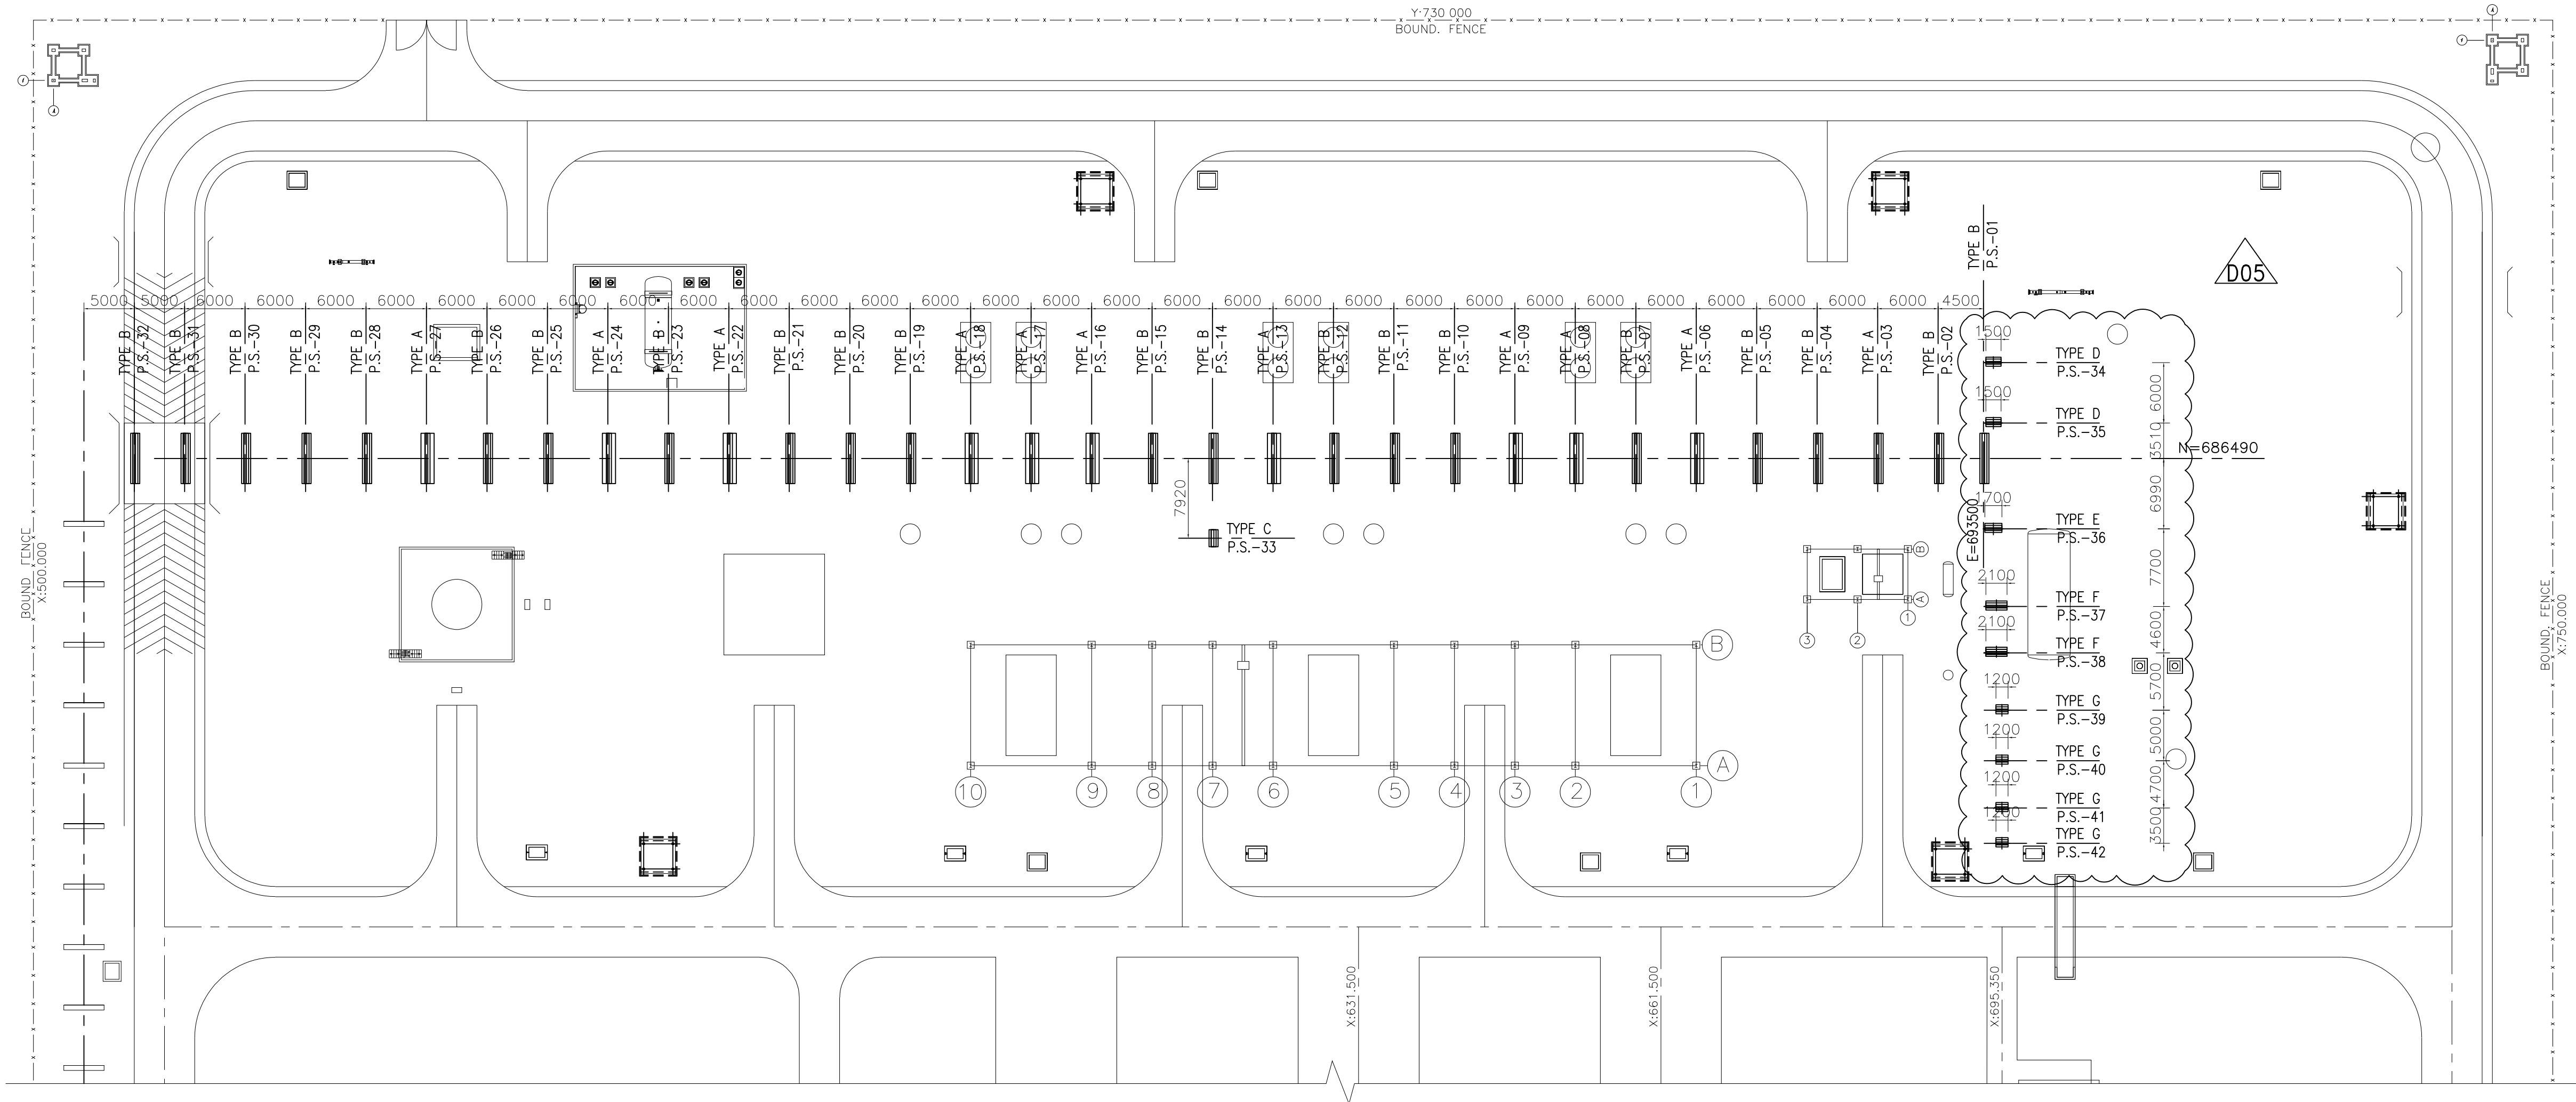 Y:730 000
BOUND. FENCE
TYPE B
P.S.-01
D05
5000 5000 6000 6000 6000 6000 6000 6000 6000 6000 6000 6000 6000 6000 6000 6000 6000 6000 6000 6000 6000 6000 6000 6000 6000 6000 6000 6000 6000 6000 6000 4500
TYPE B
P.S.-32
TYPE B
P.S.-31
TYPE B
P.S.-30
TYPE B
P.S.-29
TYPE B
P.S.-28
TYPE A
P.S.-27
TYPE B
P.S.-26
TYPE B
P.S.-25
TYPE A
P.S.-24
TYPE B
P.S.-23
TYPE A
P.S.-22
TYPE B
P.S.-21
TYPE B
P.S.-20
TYPE B
P.S.-19
TYPE A
P.S.-18
TYPE A
P.S.-17
TYPE A
P.S.-16
TYPE B
P.S.-15
TYPE B
P.S.-14
TYPE A
P.S.-13
TYPE B
P.S.-12
TYPE B
P.S.-11
TYPE B
P.S.-10
TYPE A
P.S.-09
TYPE A
P.S.-08
TYPE B
P.S.-07
TYPE A
P.S.-06
TYPE B
P.S.-05
TYPE B
P.S.-04
TYPE A
P.S.-03
TYPE B
P.S.-02
1500
TYPE D
P.S.-34
6000
1500
TYPE D
P.S.-35
3510
N=686490
6990
1700
TYPE E
P.S.-36
E=693500
7920
TYPE C
P.S.-33
7700
2100
TYPE F
P.S.-37
4600
2100
TYPE F
P.S.-38
5700
1200
TYPE G
P.S.-39
5000
1200
TYPE G
P.S.-40
4700
1200
TYPE G
P.S.-41
3500
1200
TYPE G
P.S.-42
BOUND. FENCE
X:500.000
BOUND. FENCE
X:750.000
B
A
3 2 1
B
A
10 9 8 7 6 5 4 3 2 1
X:631.500
X:661.500
X:695.350